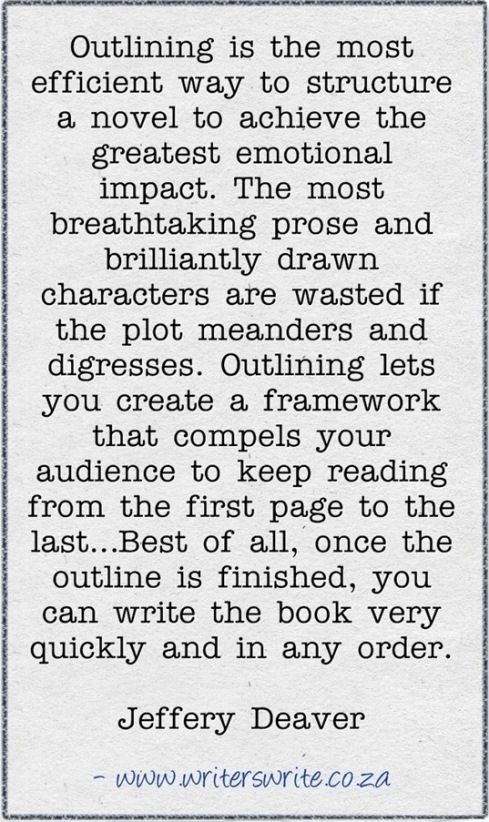 Outlining is the most
efficient way to structure
a novel to achieve the
greatest emotional
impact. The most
breathtaking prose and
brilliantly drawn
characters are wasted if
the plot meanders and
digresses. Outlining lets
you create a framework
that compels your
audience to keep reading
from the first page to the
last...Best of all, once the
outline is finished, you
can write the book very
quickly and in any order.
Jeffery Deaver
- www.writerswrite.co.za